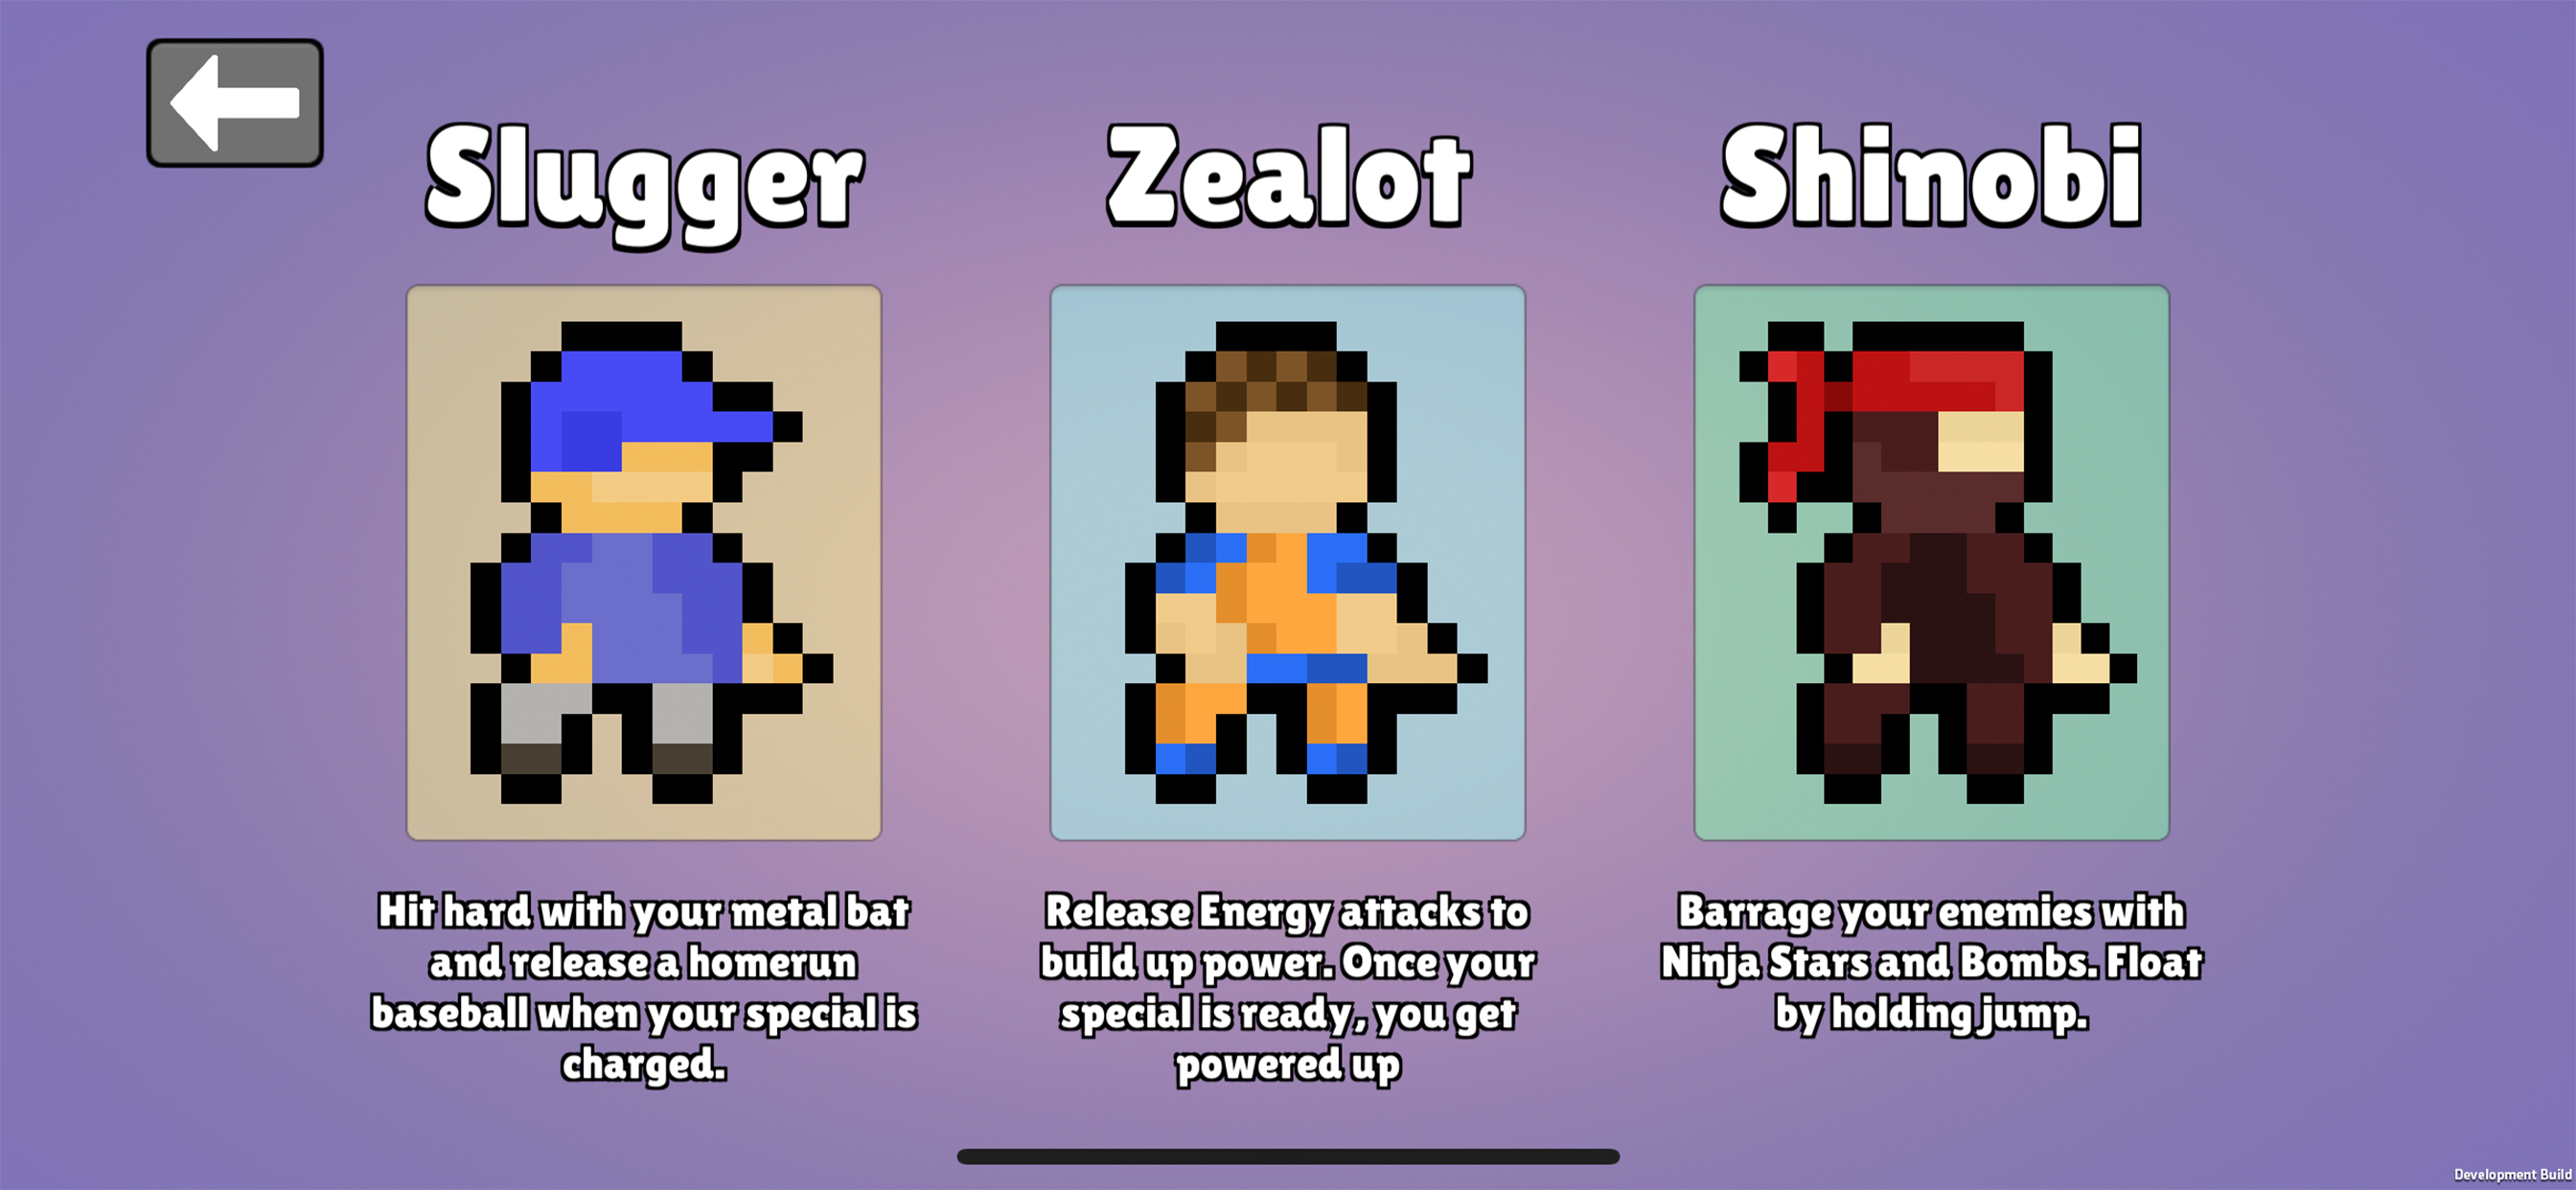 Slugger
Zealot
Shinobi
Hit hard with your metal bat
and release a homerun
baseball when your special is
charged.
Release Energy attacks to
build up power. Once your
special is ready, you get
powered up
Barrage your enemies with
Ninja Stars and Bombs. Float
by holding jump.
Development Build